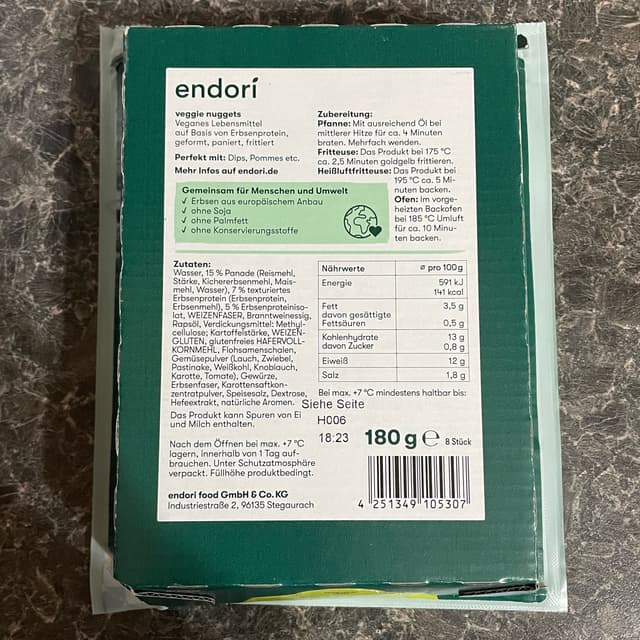 endori
veggie nuggets
Veganes Lebensmittel
auf Basis von Erbsenprotein,
geformt, paniert, frittiert
Perfekt mit: Dips, Pommes etc.
Mehr Infos auf endori.de
Zubereitung:
Pfanne: Mit ausreichend Öl bei
mittlerer Hitze für ca. 4 Minuten
braten. Mehrfach wenden.
Fritteuse: Das Produkt bei 175 °C
ca. 2,5 Minuten goldgelb frittieren.
Heißluftfritteuse: Das Produkt bei
195 °C ca. 5 Mi-
nuten backen.
Ofen: Im vorge-
heizten Backofen
bei 185 °C Umluft
für ca. 10 Minu-
ten backen.
Gemeinsam für Menschen und Umwelt
✓ Erbsen aus europäischem Anbau
✓ ohne Soja
✓ ohne Palmfett
✓ ohne Konservierungsstoffe
Zutaten:
Wasser, 15 % Panade (Reismehl,
Stärke, Kichererbsenmehl, Mais-
mehl, Wasser), 7 % texturiertes
Erbsenprotein (Erbsenprotein,
Erbsenmehl), 5 % Erbsenproteiniso-
lat, WEIZENFASER, Branntweinessig,
Rapsöl, Verdickungsmittel: Methyl-
cellulose; Kartoffelstärke, WEIZEN-
GLUTEN, glutenfreies HAFERVOLL-
KORNMEHL, Flohsamenschalen,
Gemüsepulver (Lauch, Zwiebel,
Pastinake, Weißkohl, Knoblauch,
Karotte, Tomate), Gewürze,
Erbsenfaser, Karottensaftkon-
zentratpulver, Speisesalz, Dextrose,
Hefeextrakt, natürliche Aromen.
Das Produkt kann Spuren von Ei
und Milch enthalten.
Nach dem Öffnen bei max. +7 °C
lagern, innerhalb von 1 Tag auf-
brauchen. Unter Schutzatmosphäre
verpackt. Füllhöhe produktbedingt.
endori food GmbH & Co. KG
Industriestraße 2, 96135 Stegaurach
Nährwerte ø pro 100g
Energie 591 kJ
141 kcal
Fett 3,5 g
davon gesättigte
Fettsäuren 0,5 g
Kohlenhydrate 13 g
davon Zucker 0,8 g
Eiweiß 12 g
Salz 1,8 g
Bei max. +7 °C mindestens haltbar bis:
Siehe Seite
H006
18:23
180 g ℮ 8 Stück
4 251349 105307